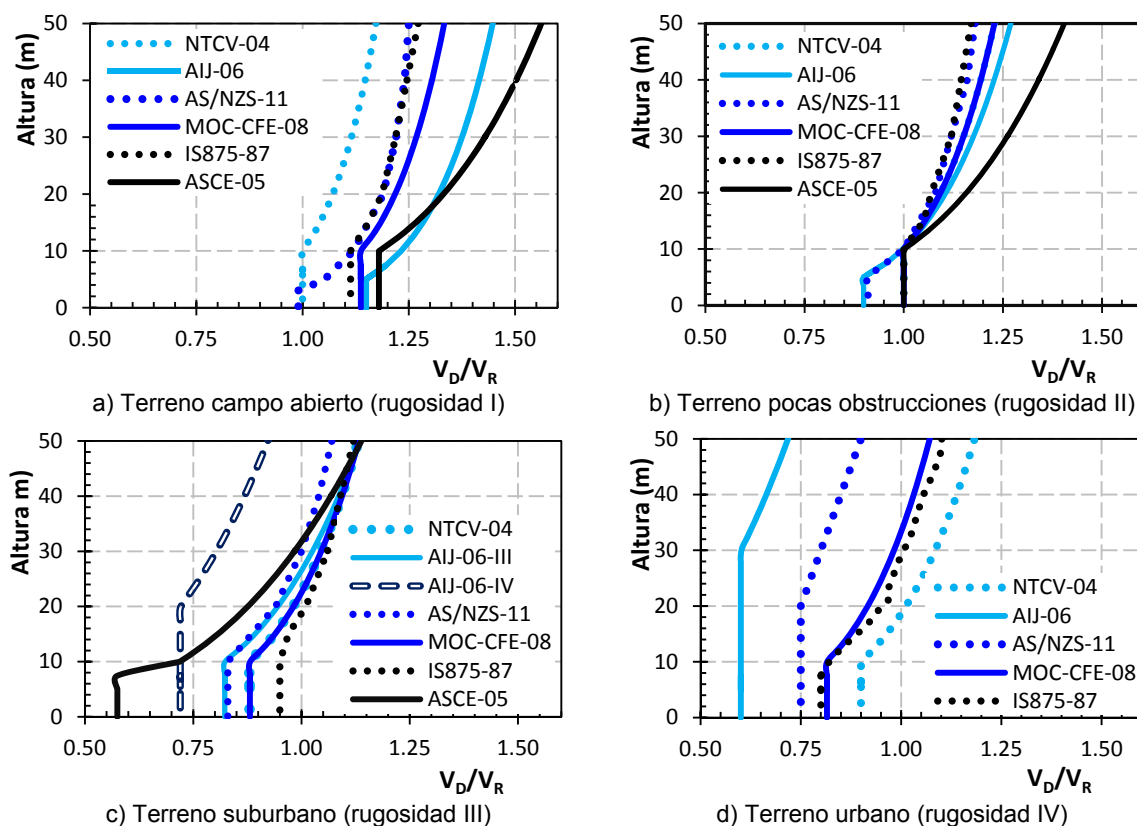 Altura (m)
50
40
30
20
10
0
NTCV-04
AIJ-06
AS/NZS-11
MOC-CFE-08
IS875-87
ASCE-05
0.50 0.75 1.00 1.25 1.50
V_D/V_R
a) Terreno campo abierto (rugosidad I)
Altura (m)
50
40
30
20
10
0
NTCV-04
AIJ-06
AS/NZS-11
MOC-CFE-08
IS875-87
ASCE-05
0.50 0.75 1.00 1.25 1.50
V_D/V_R
b) Terreno pocas obstrucciones (rugosidad II)
Altura m)
50
40
30
20
10
0
NTCV-04
AIJ-06-III
AIJ-06-IV
AS/NZS-11
MOC-CFE-08
IS875-87
ASCE-05
0.50 0.75 1.00 1.25 1.50
V_D/V_R
c) Terreno suburbano (rugosidad III)
Altura (m)
50
40
30
20
10
0
NTCV-04
AIJ-06
AS/NZS-11
MOC-CFE-08
IS875-87
0.50 0.75 1.00 1.25 1.50
V_D/V_R
d) Terreno urbano (rugosidad IV)